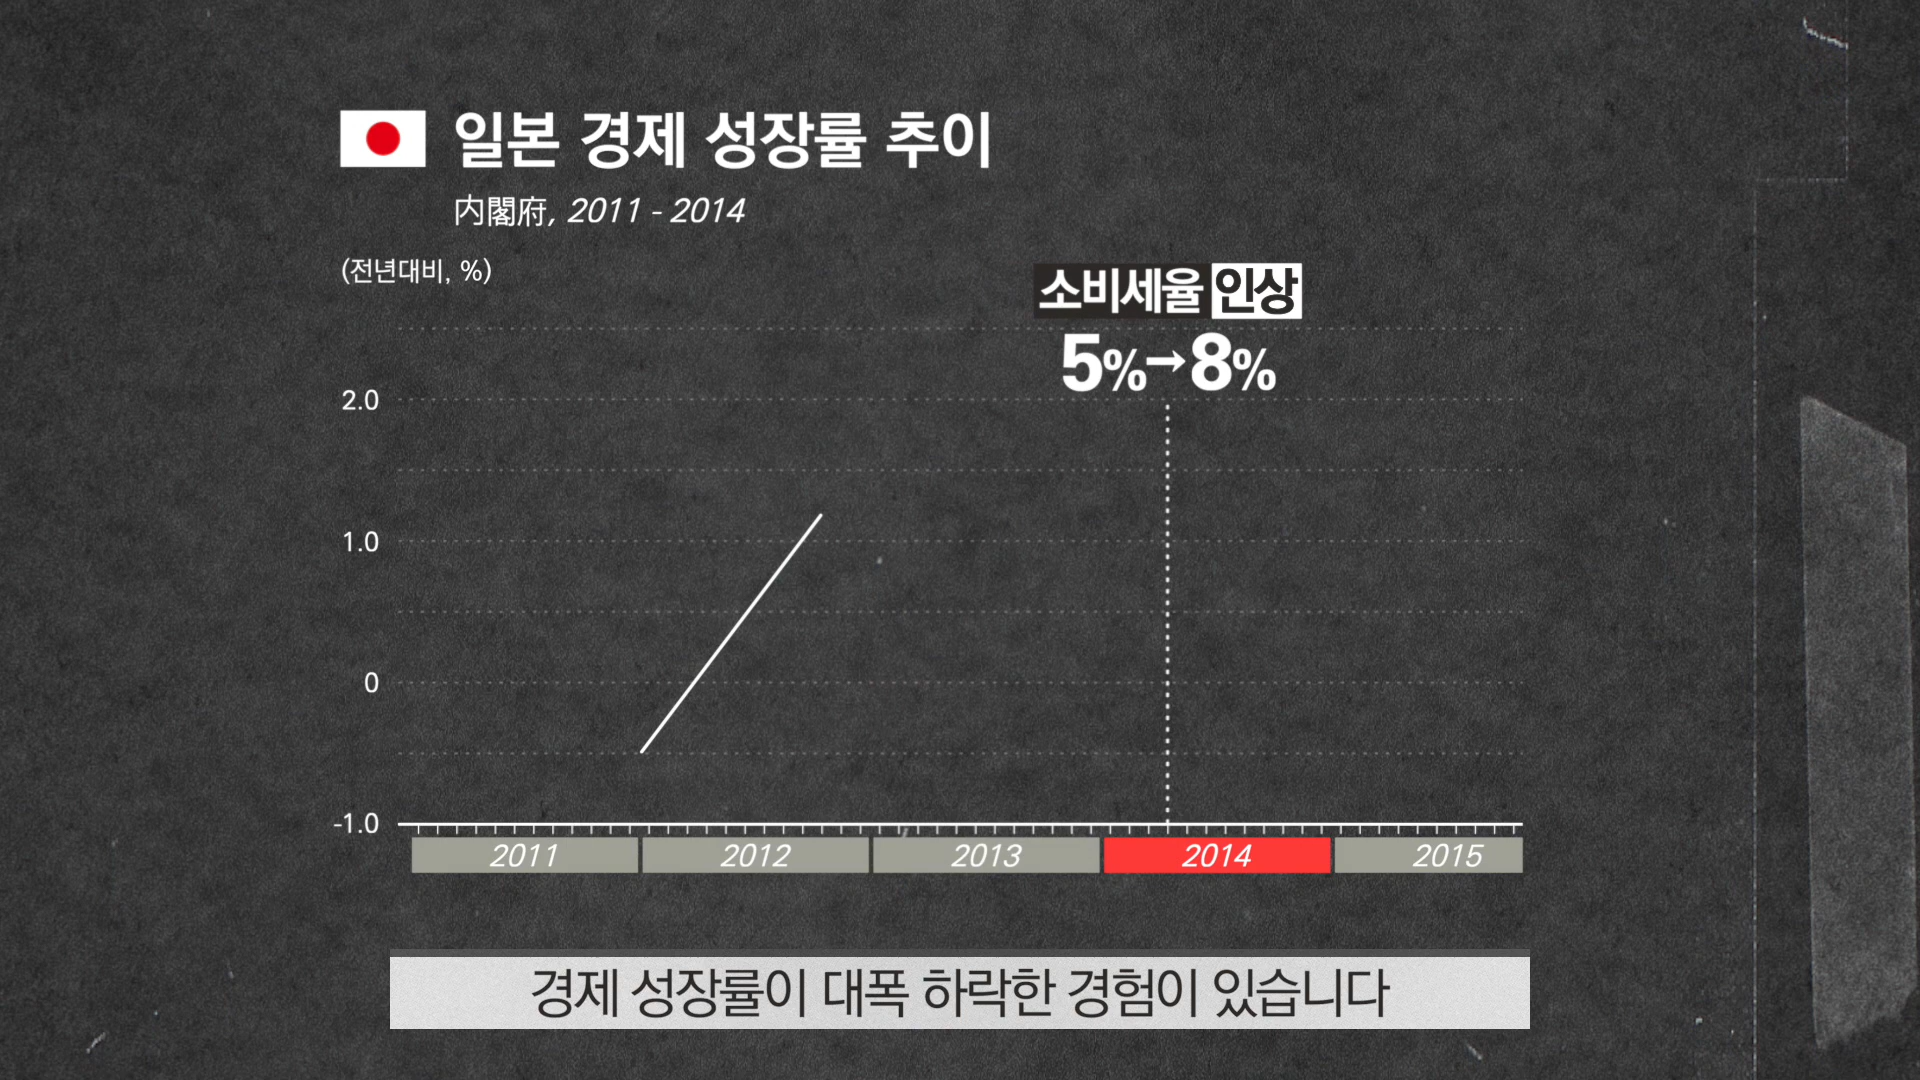 일본 경제 성장률 추이
内閣府, 2011 - 2014
(전년대비, %)
소비세율 인상
5%→8%
2.0
1.0
0
-1.0
2011 2012 2013 2014 2015
경제 성장률이 대폭 하락한 경험이 있습니다